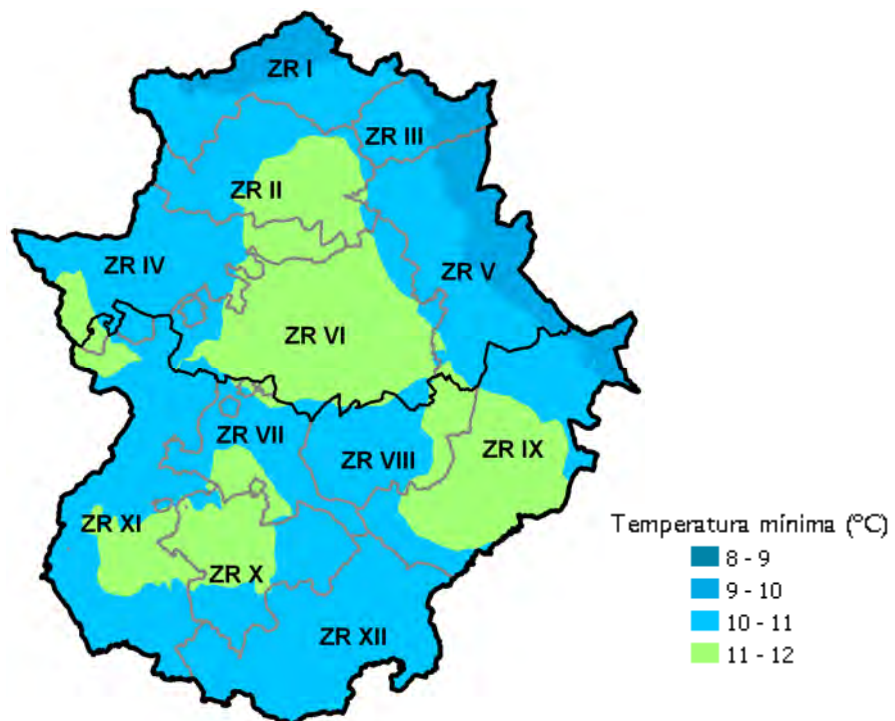 ZR I
ZR III
ZR II
ZR IV
ZR V
ZR VI
ZR VII
ZR VIII
ZR IX
ZR XI
ZR X
ZR XII
Temperatura mínima (°C)
8 - 9
9 - 10
10 - 11
11 - 12